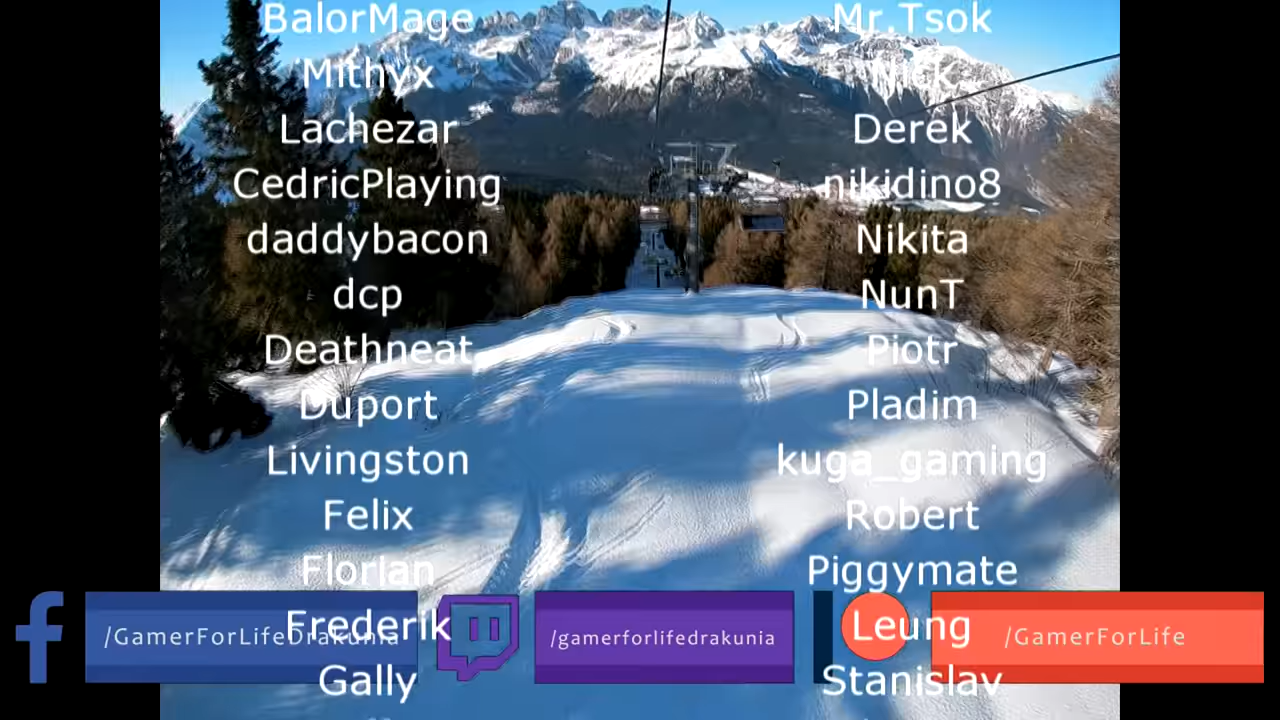 BalorMage
Mithyx
Lachezar
CedricPlaying
daddybacon
dcp
Deathneat
Duport
Livingston
Felix
Florian
Frederik
Gally
Mr.Tsok
Nick
Derek
nikidino8
Nikita
NunT
Piotr
Pladim
kuga_gaming
Robert
Piggymate
Leung
Stanislav
/GamerForLifeDrakunia
/gamerforlifedrakunia
/GamerForLife